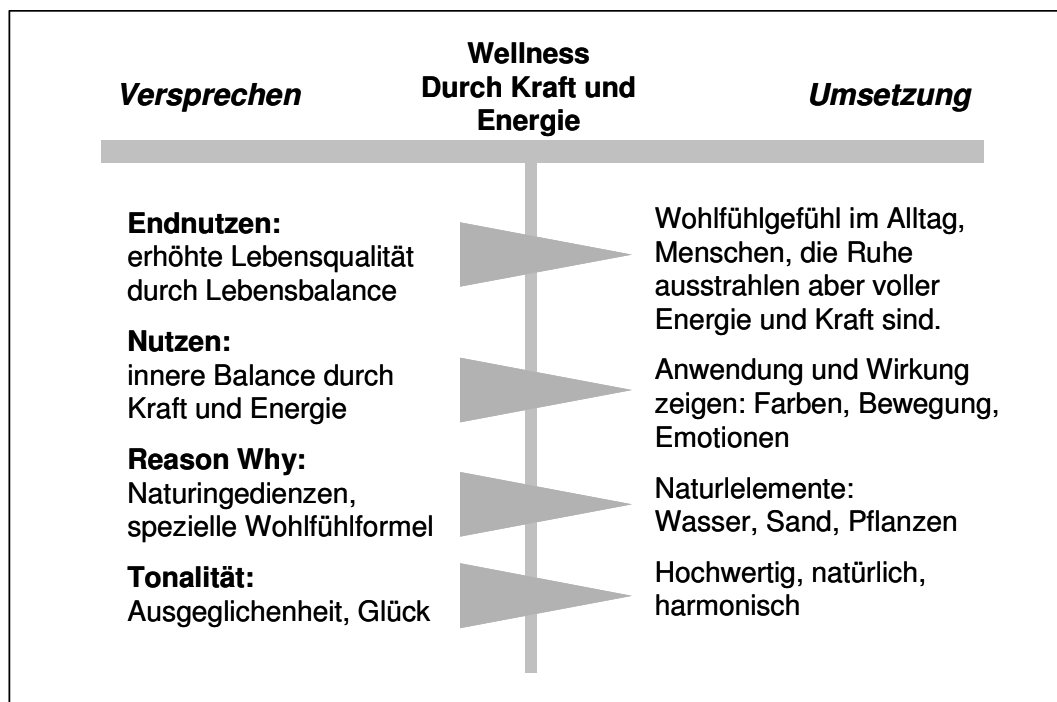 Versprechen
Wellness
Durch Kraft und
Energie
Umsetzung
Endnutzen:
erhöhte Lebensqualität
durch Lebensbalance
Wohlfühlgefühl im Alltag,
Menschen, die Ruhe
ausstrahlen aber voller
Energie und Kraft sind.
Nutzen:
innere Balance durch
Kraft und Energie
Anwendung und Wirkung
zeigen: Farben, Bewegung,
Emotionen
Reason Why:
Naturingedienzen,
spezielle Wohlfühlformel
Naturlelemente:
Wasser, Sand, Pflanzen
Tonalität:
Ausgeglichenheit, Glück
Hochwertig, natürlich,
harmonisch